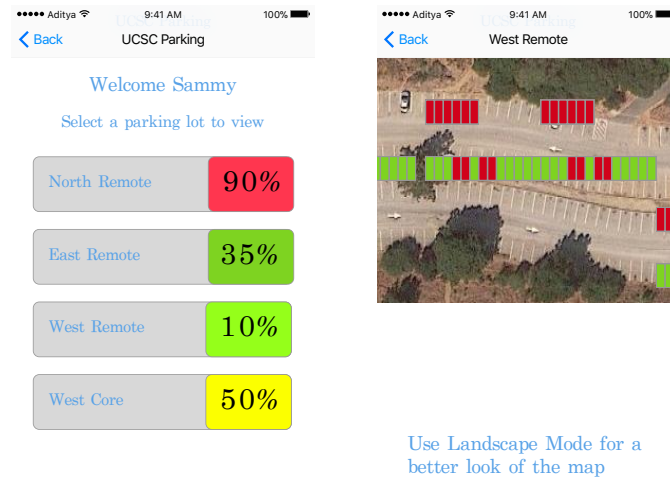 Aditya 9:41 AM 100%
UCSC Parking
Back UCSC Parking
Welcome Sammy
Select a parking lot to view
North Remote 90%
East Remote 35%
West Remote 10%
West Core 50%
Aditya 9:41 AM 100%
UCSC Parking
Back West Remote
Use Landscape Mode for a
better look of the map